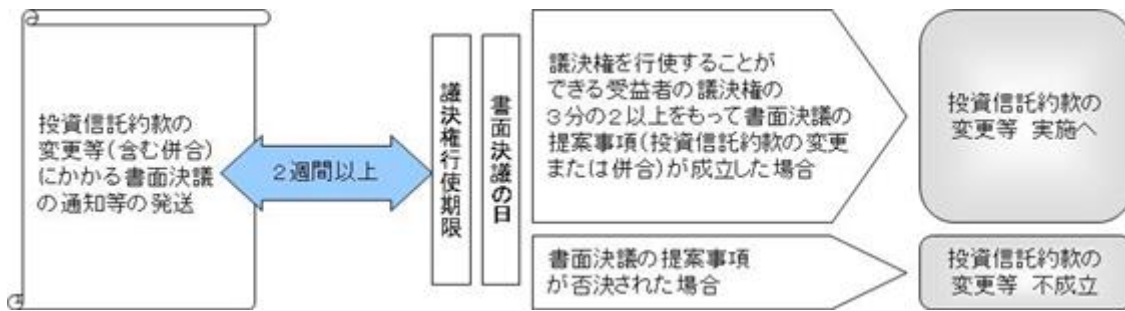 投資信託約款の
変更等(含む併合)
にかかる書面決議
の通知等の発送
2週間以上
議決権行使期限
書面決議の日
議決権を行使することが
できる受益者の議決権の
3分の2以上をもって書面決議の
提案事項(投資信託約款の変更
または併合)が成立した場合
投資信託約款の
変更等 実施へ
書面決議の提案事項
が否決された場合
投資信託約款の
変更等 不成立